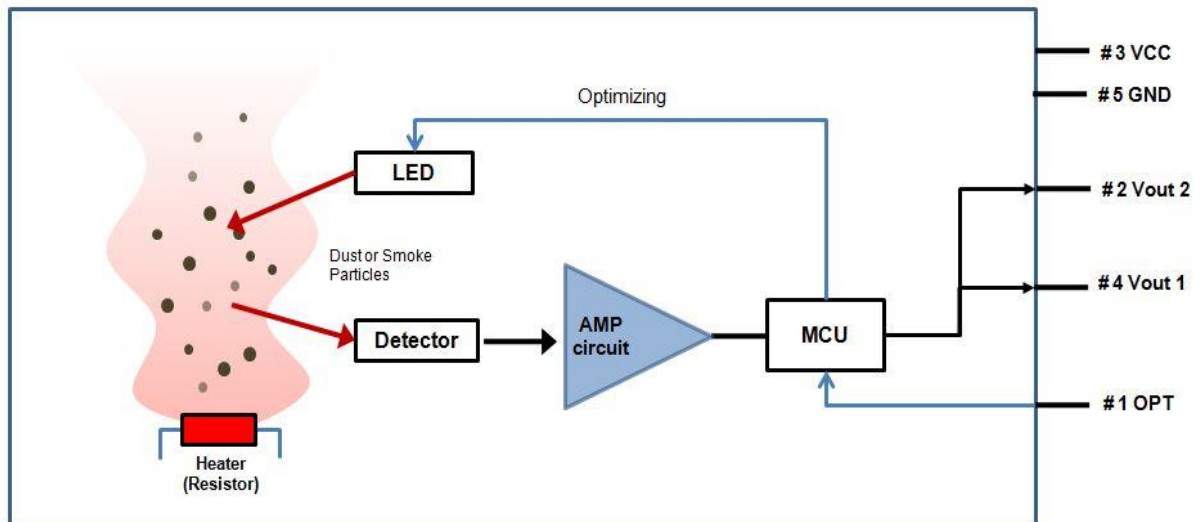 Optimizing
LED
Dust or Smoke
Particles
Detector
AMP
circuit
MCU
Heater
(Resistor)
#3 VCC
#5 GND
#2 Vout 2
#4 Vout 1
#1 OPT